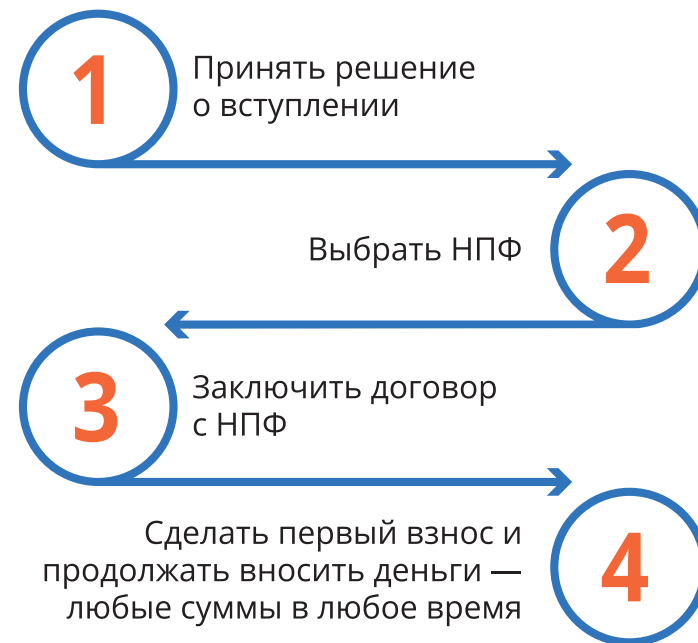 1
Принять решение
о вступлении
2
Выбрать НПФ
3
Заключить договор
с НПФ
4
Сделать первый взнос и
продолжать вносить деньги —
любые суммы в любое время